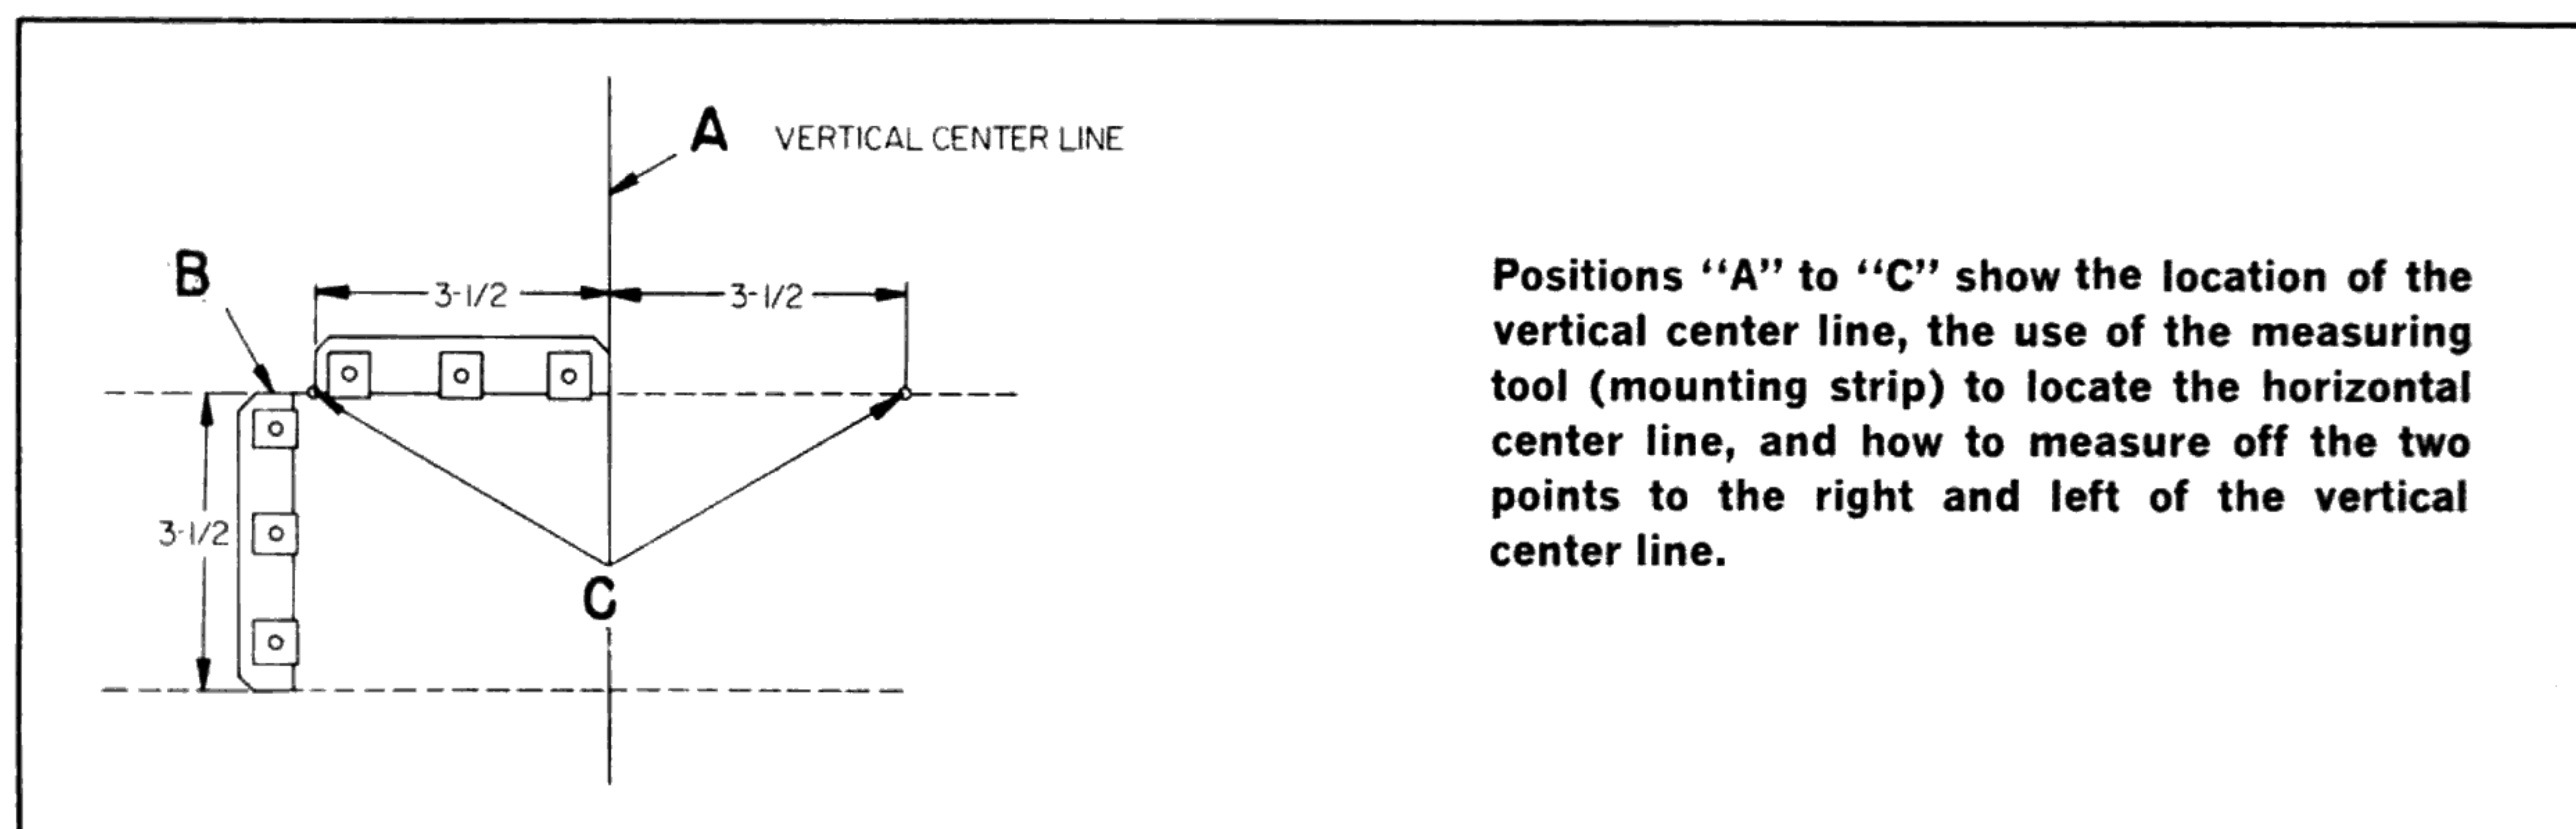 A VERTICAL CENTER LINE
B
3-1/2 3-1/2
3-1/2
C
Positions “A” to “C” show the location of the
vertical center line, the use of the measuring
tool (mounting strip) to locate the horizontal
center line, and how to measure off the two
points to the right and left of the vertical
center line.